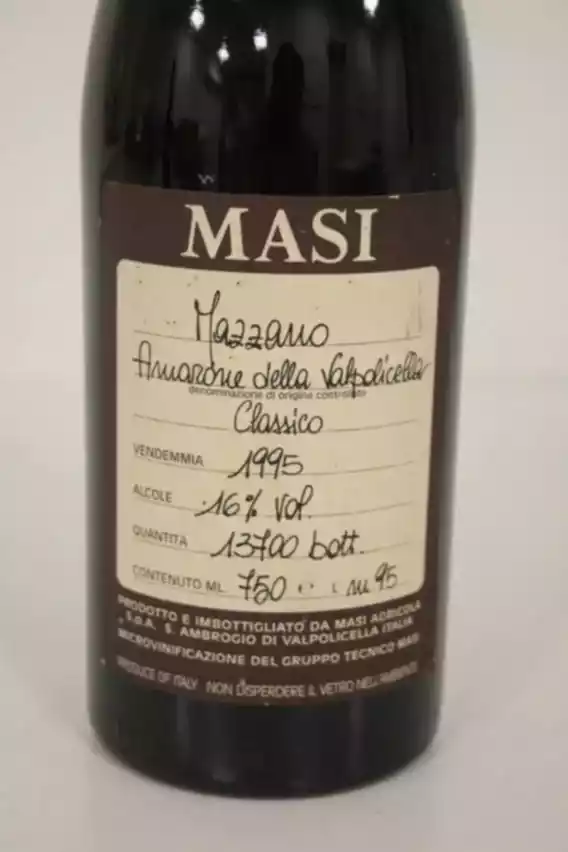 MASI
Mazzano
Amarone della Valpolicella
denominazione di origine controllata
Classico
VENDEMMIA 1995
ALCOLE 16% vol.
QUANTITA 13700 bott.
CONTENUTO ML. 750 e L m 95
PRODOTTO E IMBOTTIGLIATO DA MASI AGRICOLA
S.p.A. S. AMBROGIO DI VALPOLICELLA ITALIA
MICROVINIFICAZIONE DEL GRUPPO TECNICO MASI
PRODUCE OF ITALY NON DISPERDERE IL VETRO NELL'AMBIENTE